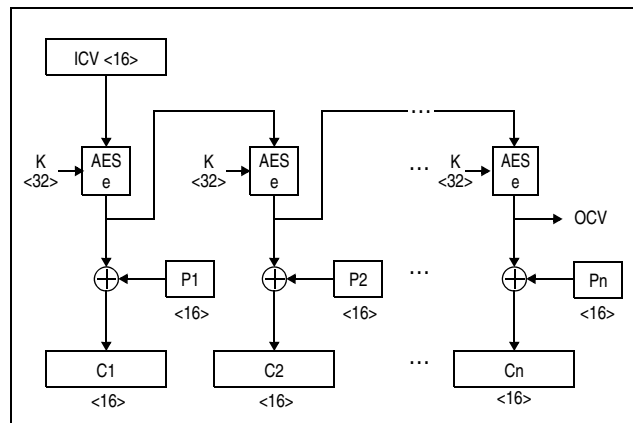 ICV <16>
...
K
<32>
AES
e
K
<32>
AES
e
...
K
<32>
AES
e
OCV
P1
<16>
P2
<16>
...
Pn
<16>
C1
<16>
C2
<16>
...
Cn
<16>